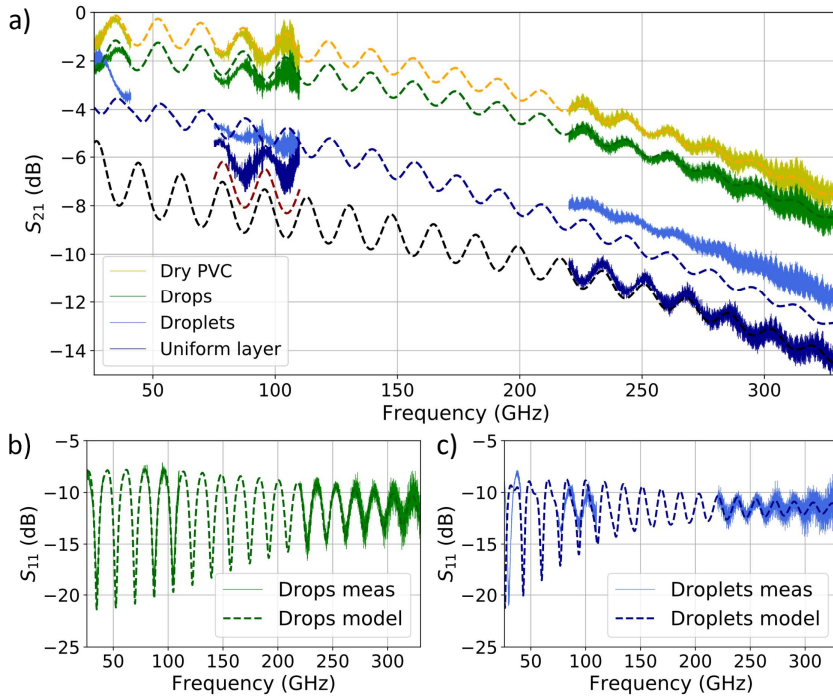 a)
0
−2
−4
−6
−8
−10
−12
−14
S21 (dB)
Dry PVC
Drops
Droplets
Uniform layer
50 100 150 200 250 300
Frequency (GHz)
b)
−5
−10
−15
−20
−25
S11 (dB)
Drops meas
Drops model
50 100 150 200 250 300
Frequency (GHz)
c)
−5
−10
−15
−20
−25
S11 (dB)
Droplets meas
Droplets model
50 100 150 200 250 300
Frequency (GHz)